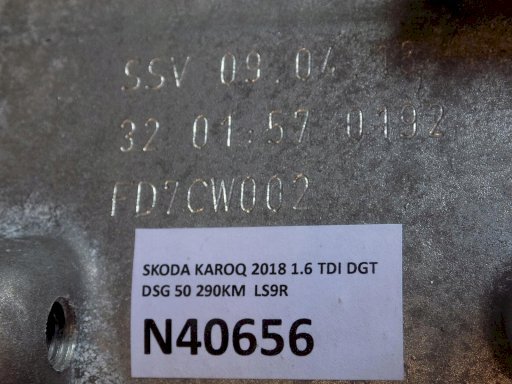 SSV 09.04 18
32 01:57 0192
FD7CW002
SKODA KAROQ 2018 1.6 TDI DGT
DSG 50 290KM LS9R
N40656